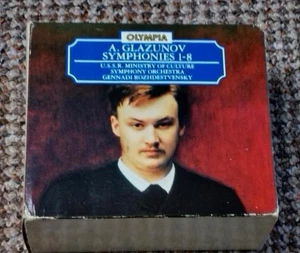 OLYMPIA
A. GLAZUNOV
SYMPHONIES 1-8
U.S.S.R. MINISTRY OF CULTURE
SYMPHONY ORCHESTRA
GENNADI ROZHDESTVENSKY